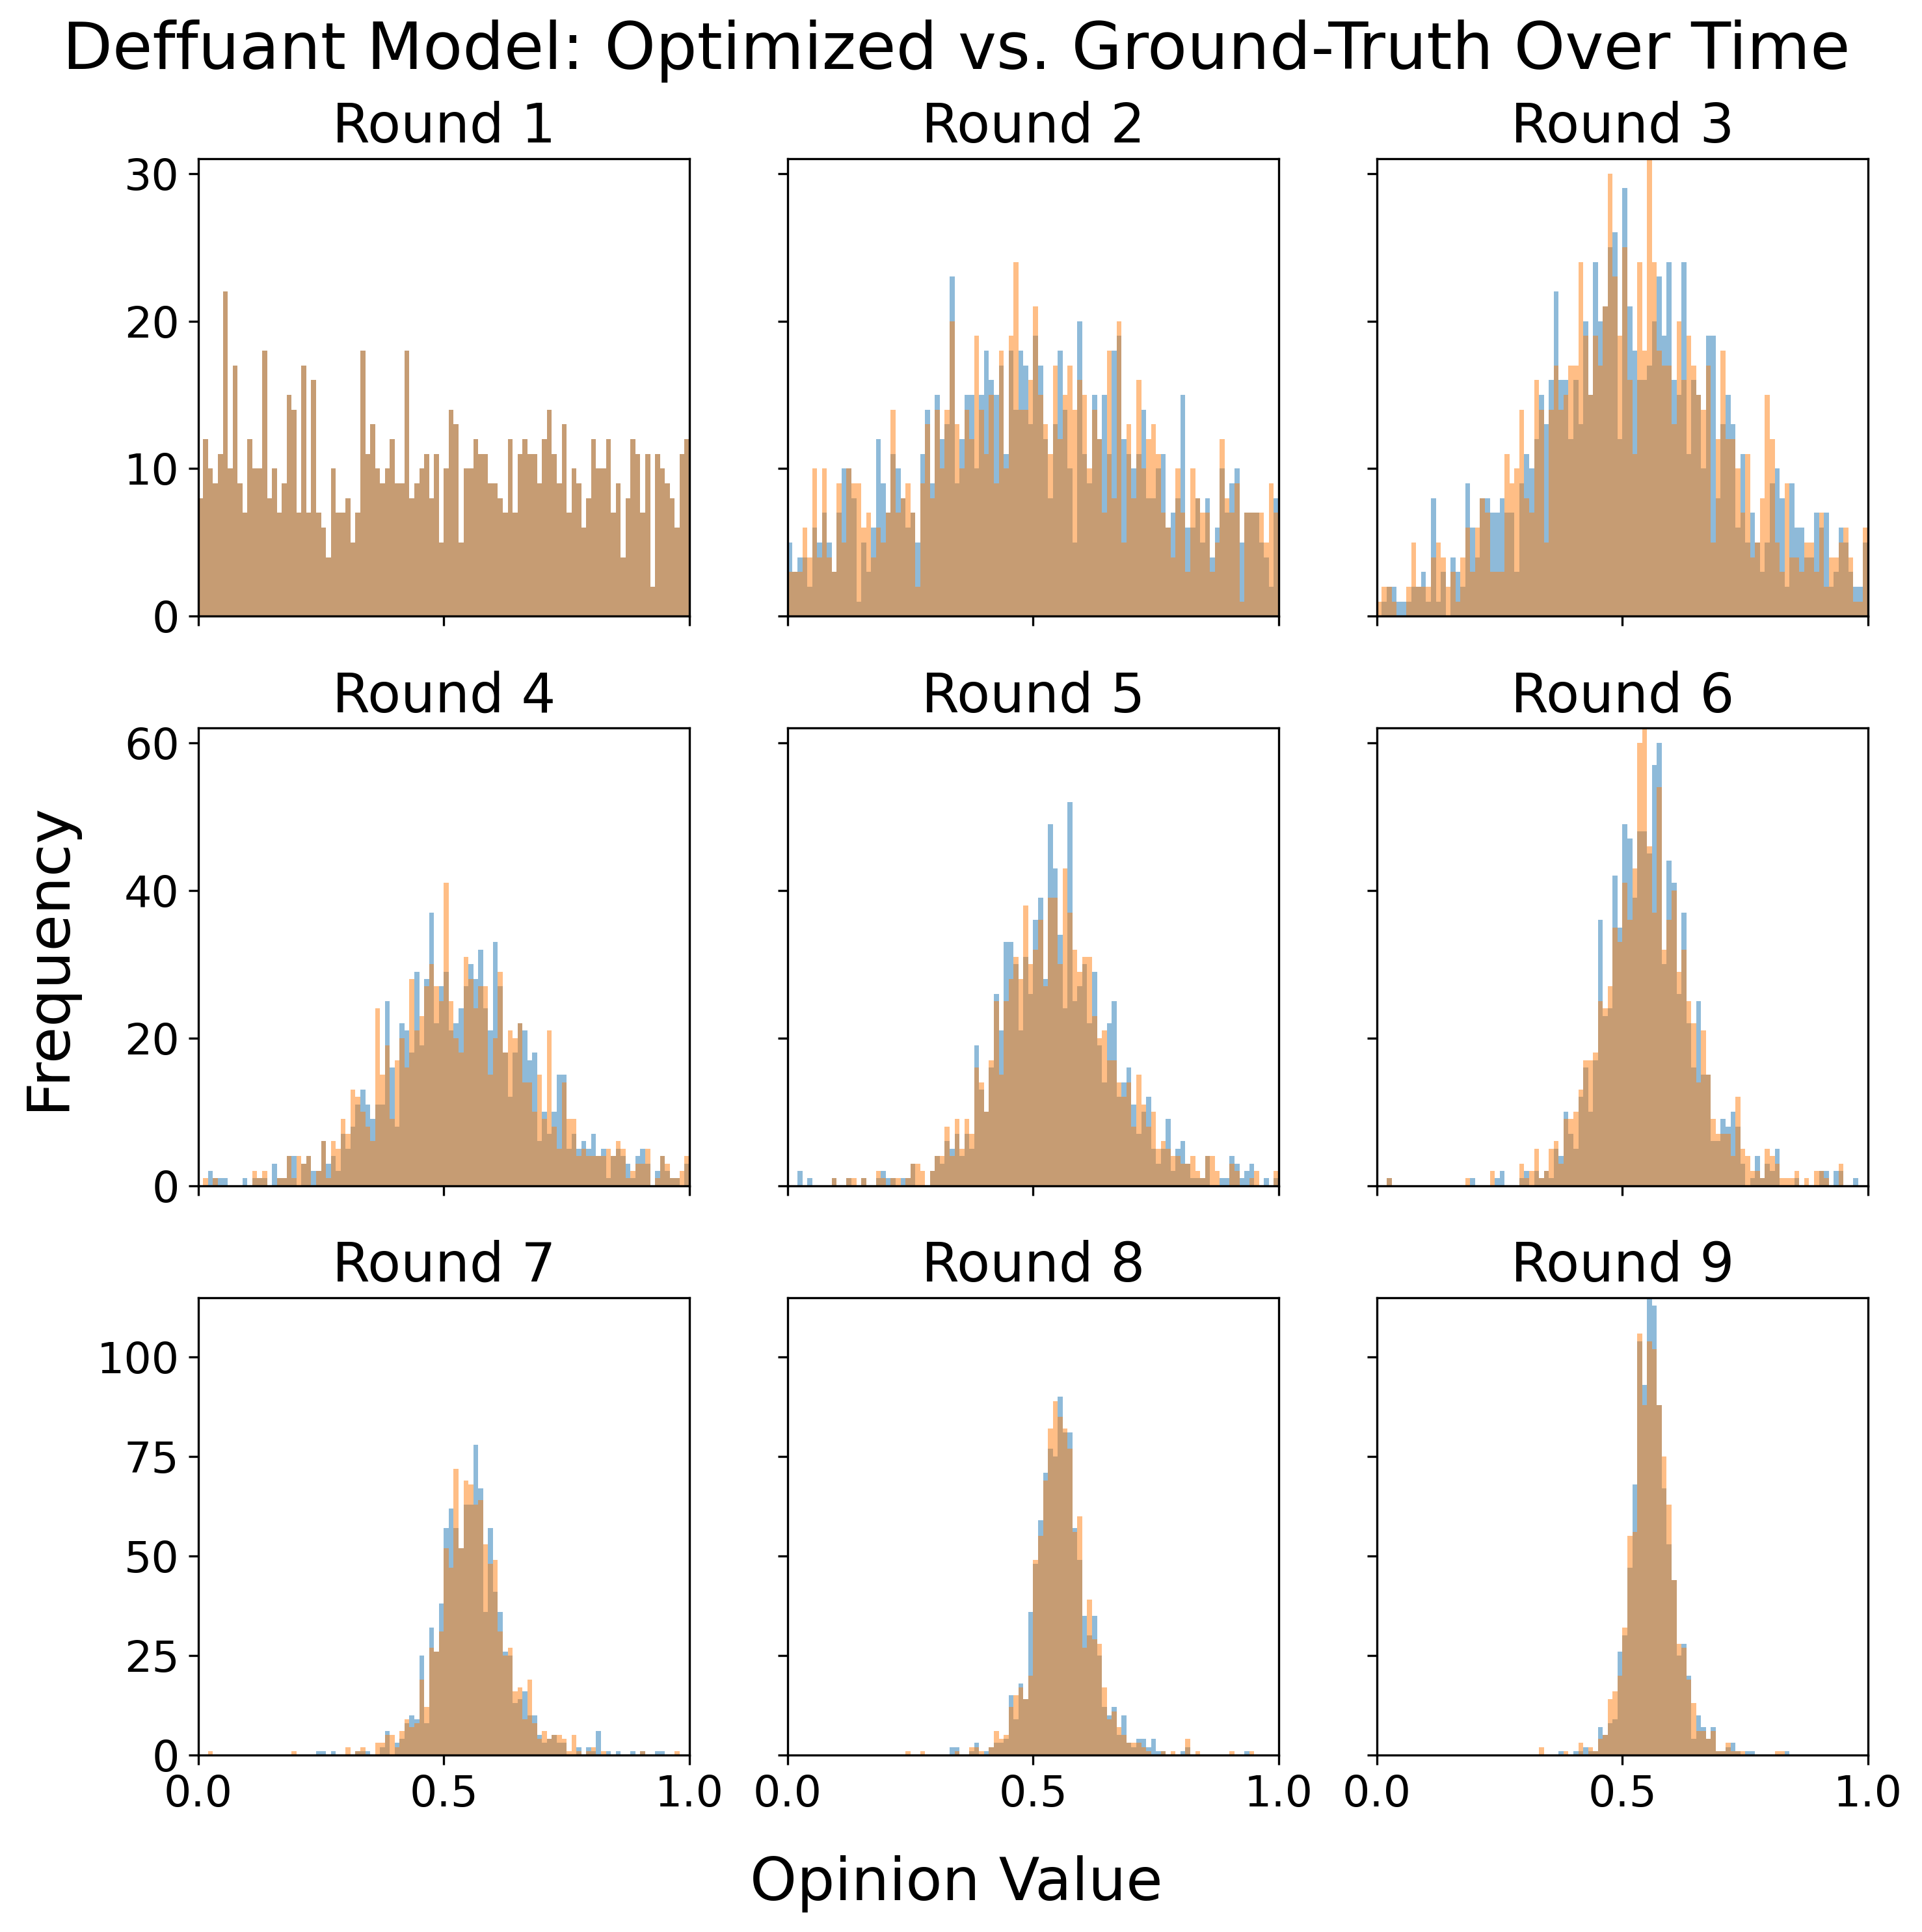 Deffuant Model: Optimized vs. Ground-Truth Over Time
Round 1
Round 2
Round 3
30
20
10
0
Round 4
Round 5
Round 6
60
40
20
0
Frequency
Round 7
Round 8
Round 9
100
75
50
25
0
0.0 0.5 1.0 0.0 0.5 1.0 0.0 0.5 1.0
Opinion Value